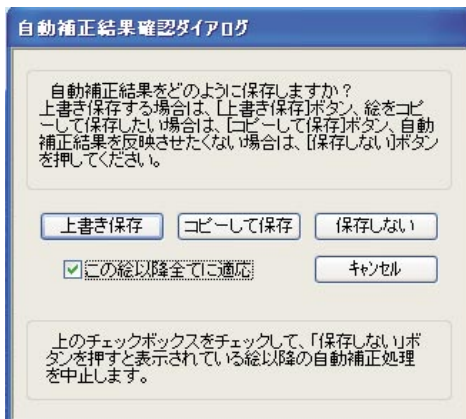 自動補正結果確認ダイアログ
自動補正結果をどのように保存しますか？
上書き保存する場合は、[上書き保存]ボタン、絵をコピ
ーして保存したい場合は、[コピーして保存]ボタン、自動
補正結果を反映させたくない場合は、[保存しない]ボタン
を押してください。
上書き保存 コピーして保存 保存しない
この絵以降全てに適応 キャンセル
上のチェックボックスをチェックして、「保存しない」ボ
タンを押すと表示されている絵以降の自動補正処理
を中止します。